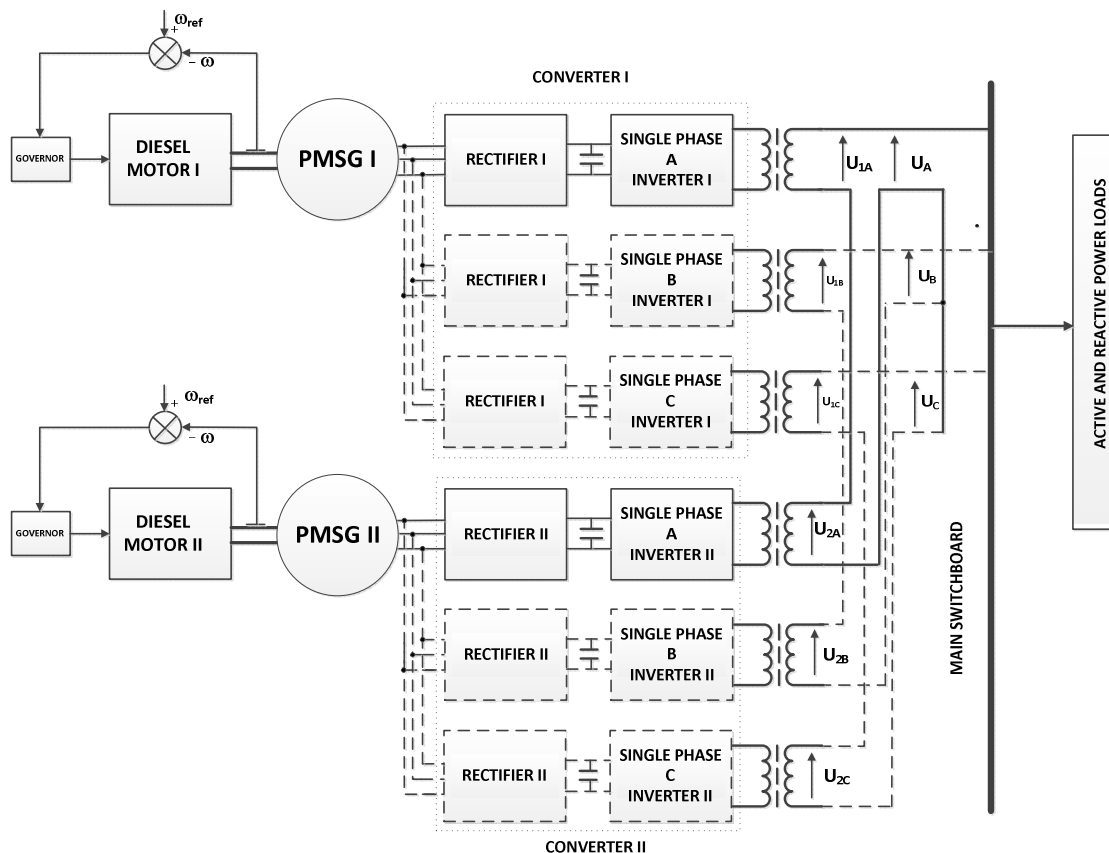 ω_ref
+
− ω
GOVERNOR
DIESEL
MOTOR I
PMSG I
CONVERTER I
RECTIFIER I
SINGLE PHASE
A
INVERTER I
U_1A
U_A
RECTIFIER I
SINGLE PHASE
B
INVERTER I
U_1B
U_B
RECTIFIER I
SINGLE PHASE
C
INVERTER I
U_1C
U_C
ω_ref
+
− ω
GOVERNOR
DIESEL
MOTOR II
PMSG II
RECTIFIER II
SINGLE PHASE
A
INVERTER II
U_2A
RECTIFIER II
SINGLE PHASE
B
INVERTER II
U_2B
RECTIFIER II
SINGLE PHASE
C
INVERTER II
U_2C
CONVERTER II
MAIN SWITCHBOARD
ACTIVE AND REACTIVE POWER LOADS